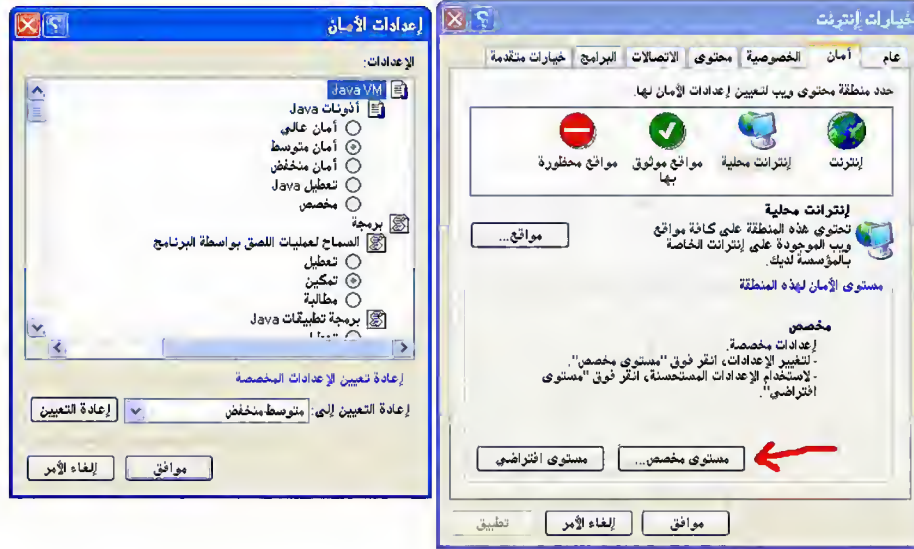 خيارات إنترنت
عام
أمان
الخصوصية
محتوى
الاتصالات
البرامج
خيارات متقدمة
حدد منطقة محتوى ويب لتعيين إعدادات الأمان لها.
إنترنت
إنترانت محلية
مواقع موثوق
بها
مواقع محظورة
إنترانت محلية
تحتوي هذه المنطقة على كافة مواقع
ويب الموجودة على إنترانت الخاصة
بالمؤسسة لديك.
مواقع...
مستوى الأمان لهذه المنطقة
مخصص
إعدادات مخصصة.
- لتغيير الإعدادات، انقر فوق "مستوى مخصص".
- لاستخدام الإعدادات المستحسنة، انقر فوق "مستوى
افتراضي".
مستوى مخصص...
مستوى افتراضي
موافق
إلغاء الأمر
تطبيق
إعدادات الأمان
الإعدادات:
Java VM
أذونات Java
أمان عالي
أمان متوسط
أمان منخفض
تعطيل Java
مخصص
برمجة
السماح لعمليات اللصق بواسطة البرنامج
تعطيل
تمكين
مطالبة
برمجة تطبيقات Java
إعادة تعيين الإعدادات المخصصة
إعادة التعيين إلى:
متوسط منخفض
إعادة التعيين
موافق
إلغاء الأمر